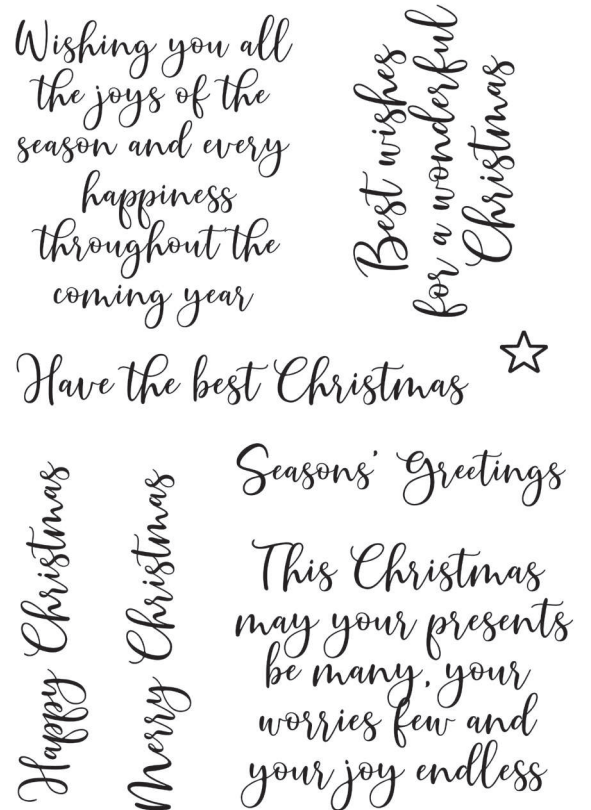 Wishing you all
the joys of the
season and every
happiness
throughout the
coming year
Best wishes
for a wonderful
Christmas
Have the best Christmas
Seasons' Greetings
Happy Christmas
Merry Christmas
This Christmas
may your presents
be many, your
worries few and
your joy endless